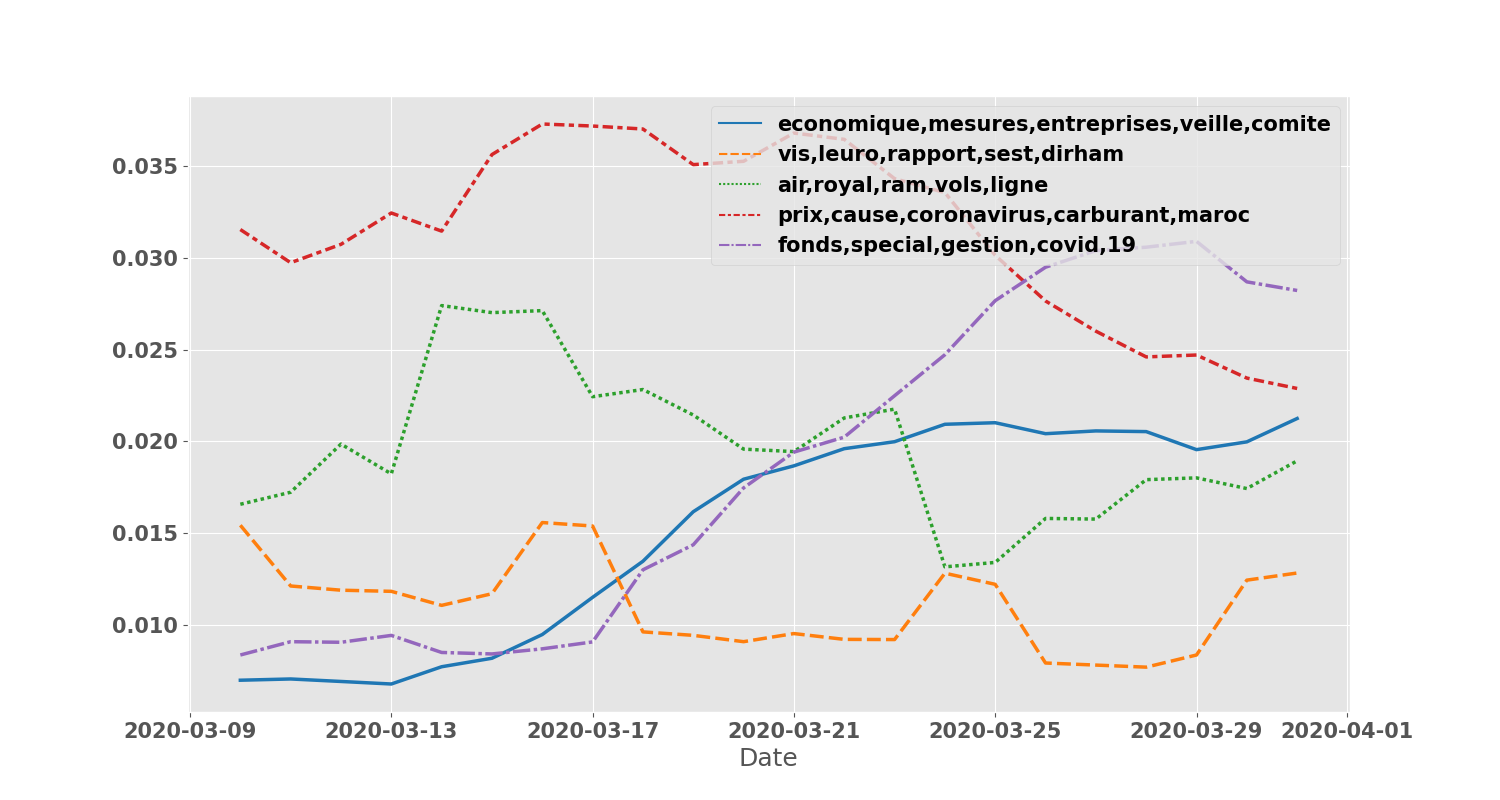 economique,mesures,entreprises,veille,comite
vis,leuro,rapport,sest,dirham
air,royal,ram,vols,ligne
prix,cause,coronavirus,carburant,maroc
fonds,special,gestion,covid,19
0.035
0.030
0.025
0.020
0.015
0.010
2020-03-09 2020-03-13 2020-03-17 2020-03-21 2020-03-25 2020-03-29 2020-04-01
Date